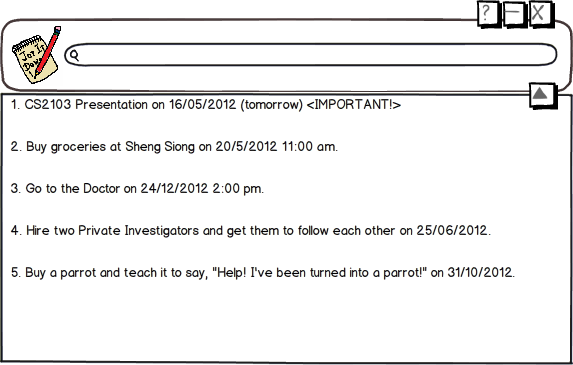 ? — X
Jot It
Down
1. CS2103 Presentation on 16/05/2012 (tomorrow) <IMPORTANT!>
2. Buy groceries at Sheng Siong on 20/5/2012 11:00 am.
3. Go to the Doctor on 24/12/2012 2:00 pm.
4. Hire two Private Investigators and get them to follow each other on 25/06/2012.
5. Buy a parrot and teach it to say, "Help! I've been turned into a parrot!" on 31/10/2012.